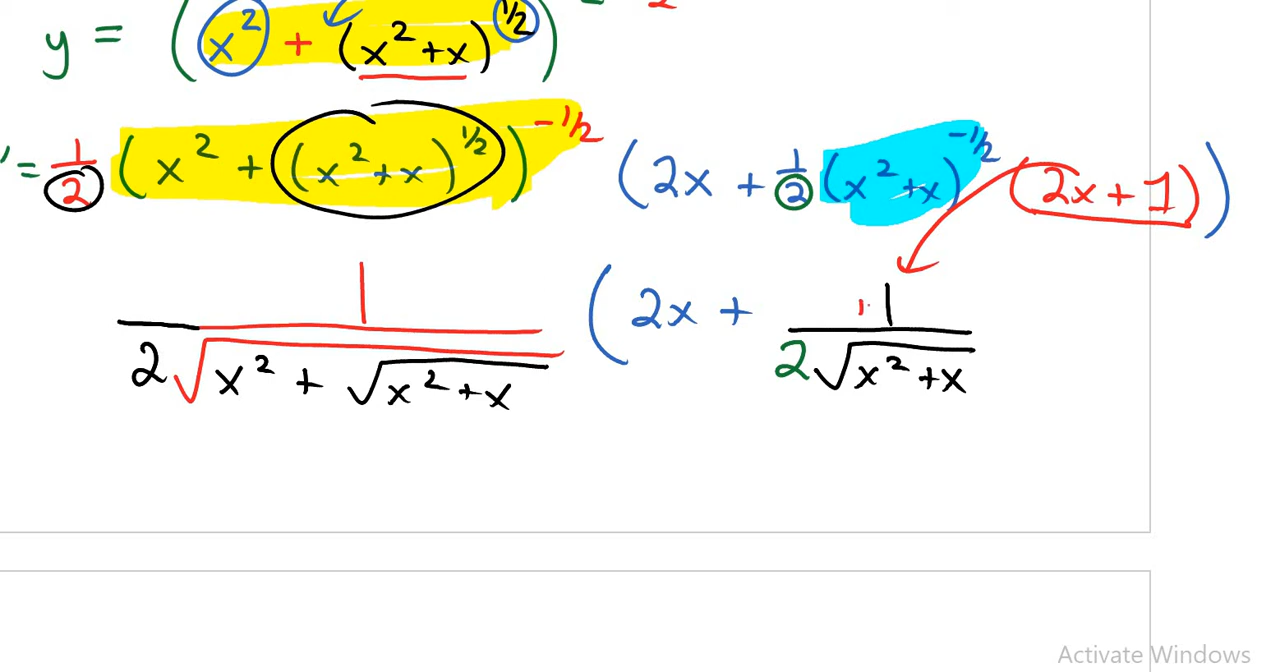 y = (x² + (x²+x)^½)
' = 1/2 (x² + (x²+x)^½)^-½ (2x + 1/2 (x²+x)^-½ (2x+1))
1 / 2√(x² + √(x²+x)) (2x + 1 / 2√(x²+x)
Activate Windows